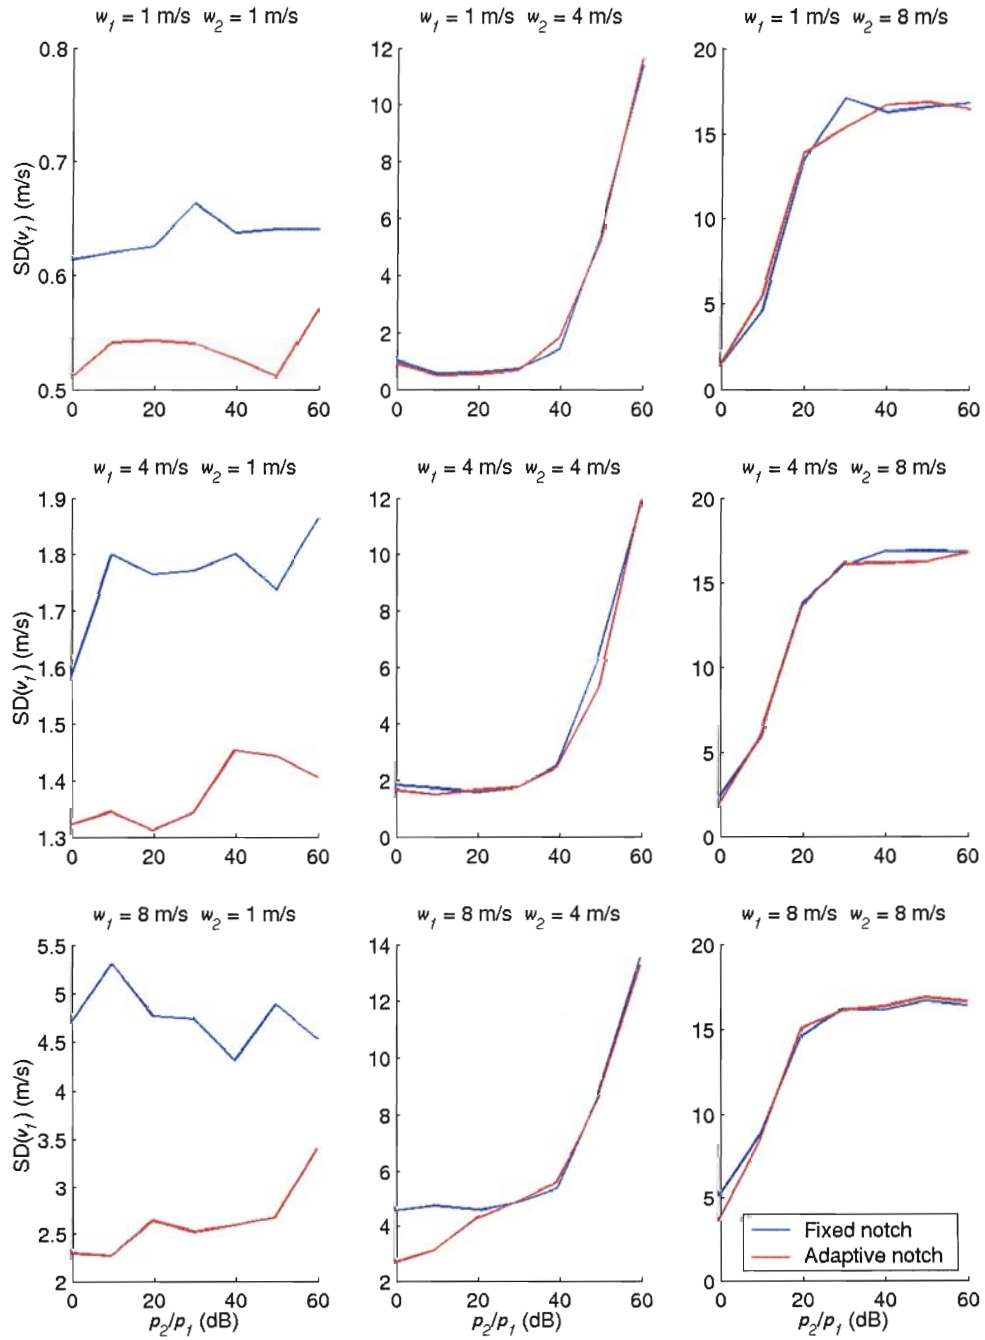 w1 = 1 m/s w2 = 1 m/s
w1 = 1 m/s w2 = 4 m/s
w1 = 1 m/s w2 = 8 m/s
SD(v1) (m/s)
0.8
0.7
0.6
0.5
0 20 40 60
12
10
8
6
4
2
0
0 20 40 60
20
15
10
5
0
0 20 40 60
w1 = 4 m/s w2 = 1 m/s
w1 = 4 m/s w2 = 4 m/s
w1 = 4 m/s w2 = 8 m/s
SD(v1) (m/s)
1.9
1.8
1.7
1.6
1.5
1.4
1.3
0 20 40 60
12
10
8
6
4
2
0
0 20 40 60
20
15
10
5
0
0 20 40 60
w1 = 8 m/s w2 = 1 m/s
w1 = 8 m/s w2 = 4 m/s
w1 = 8 m/s w2 = 8 m/s
SD(v1) (m/s)
5.5
5
4.5
4
3.5
3
2.5
2
0 20 40 60
p2/p1 (dB)
14
12
10
8
6
4
2
0 20 40 60
p2/p1 (dB)
20
15
10
5
0
0 20 40 60
p2/p1 (dB)
Fixed notch
Adaptive notch